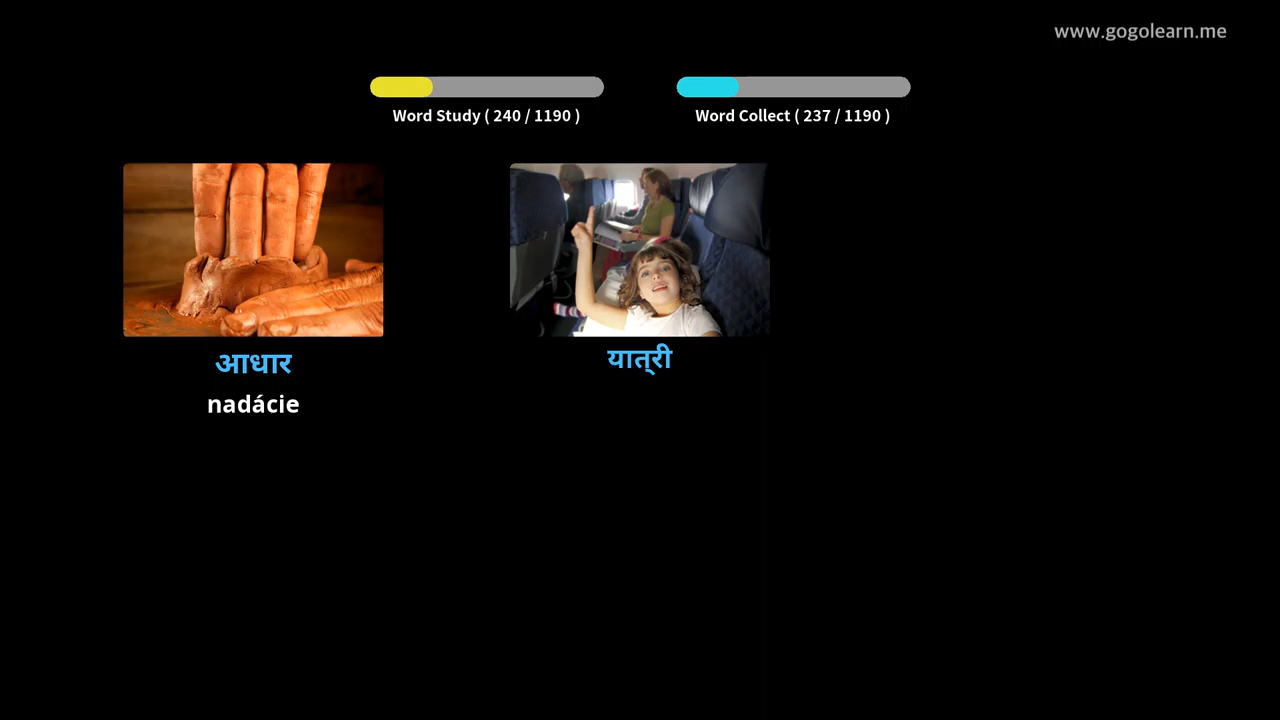 www.gogolearn.me
Word Study ( 240 / 1190 )
Word Collect ( 237 / 1190 )
आधार
nadácie
यात्री